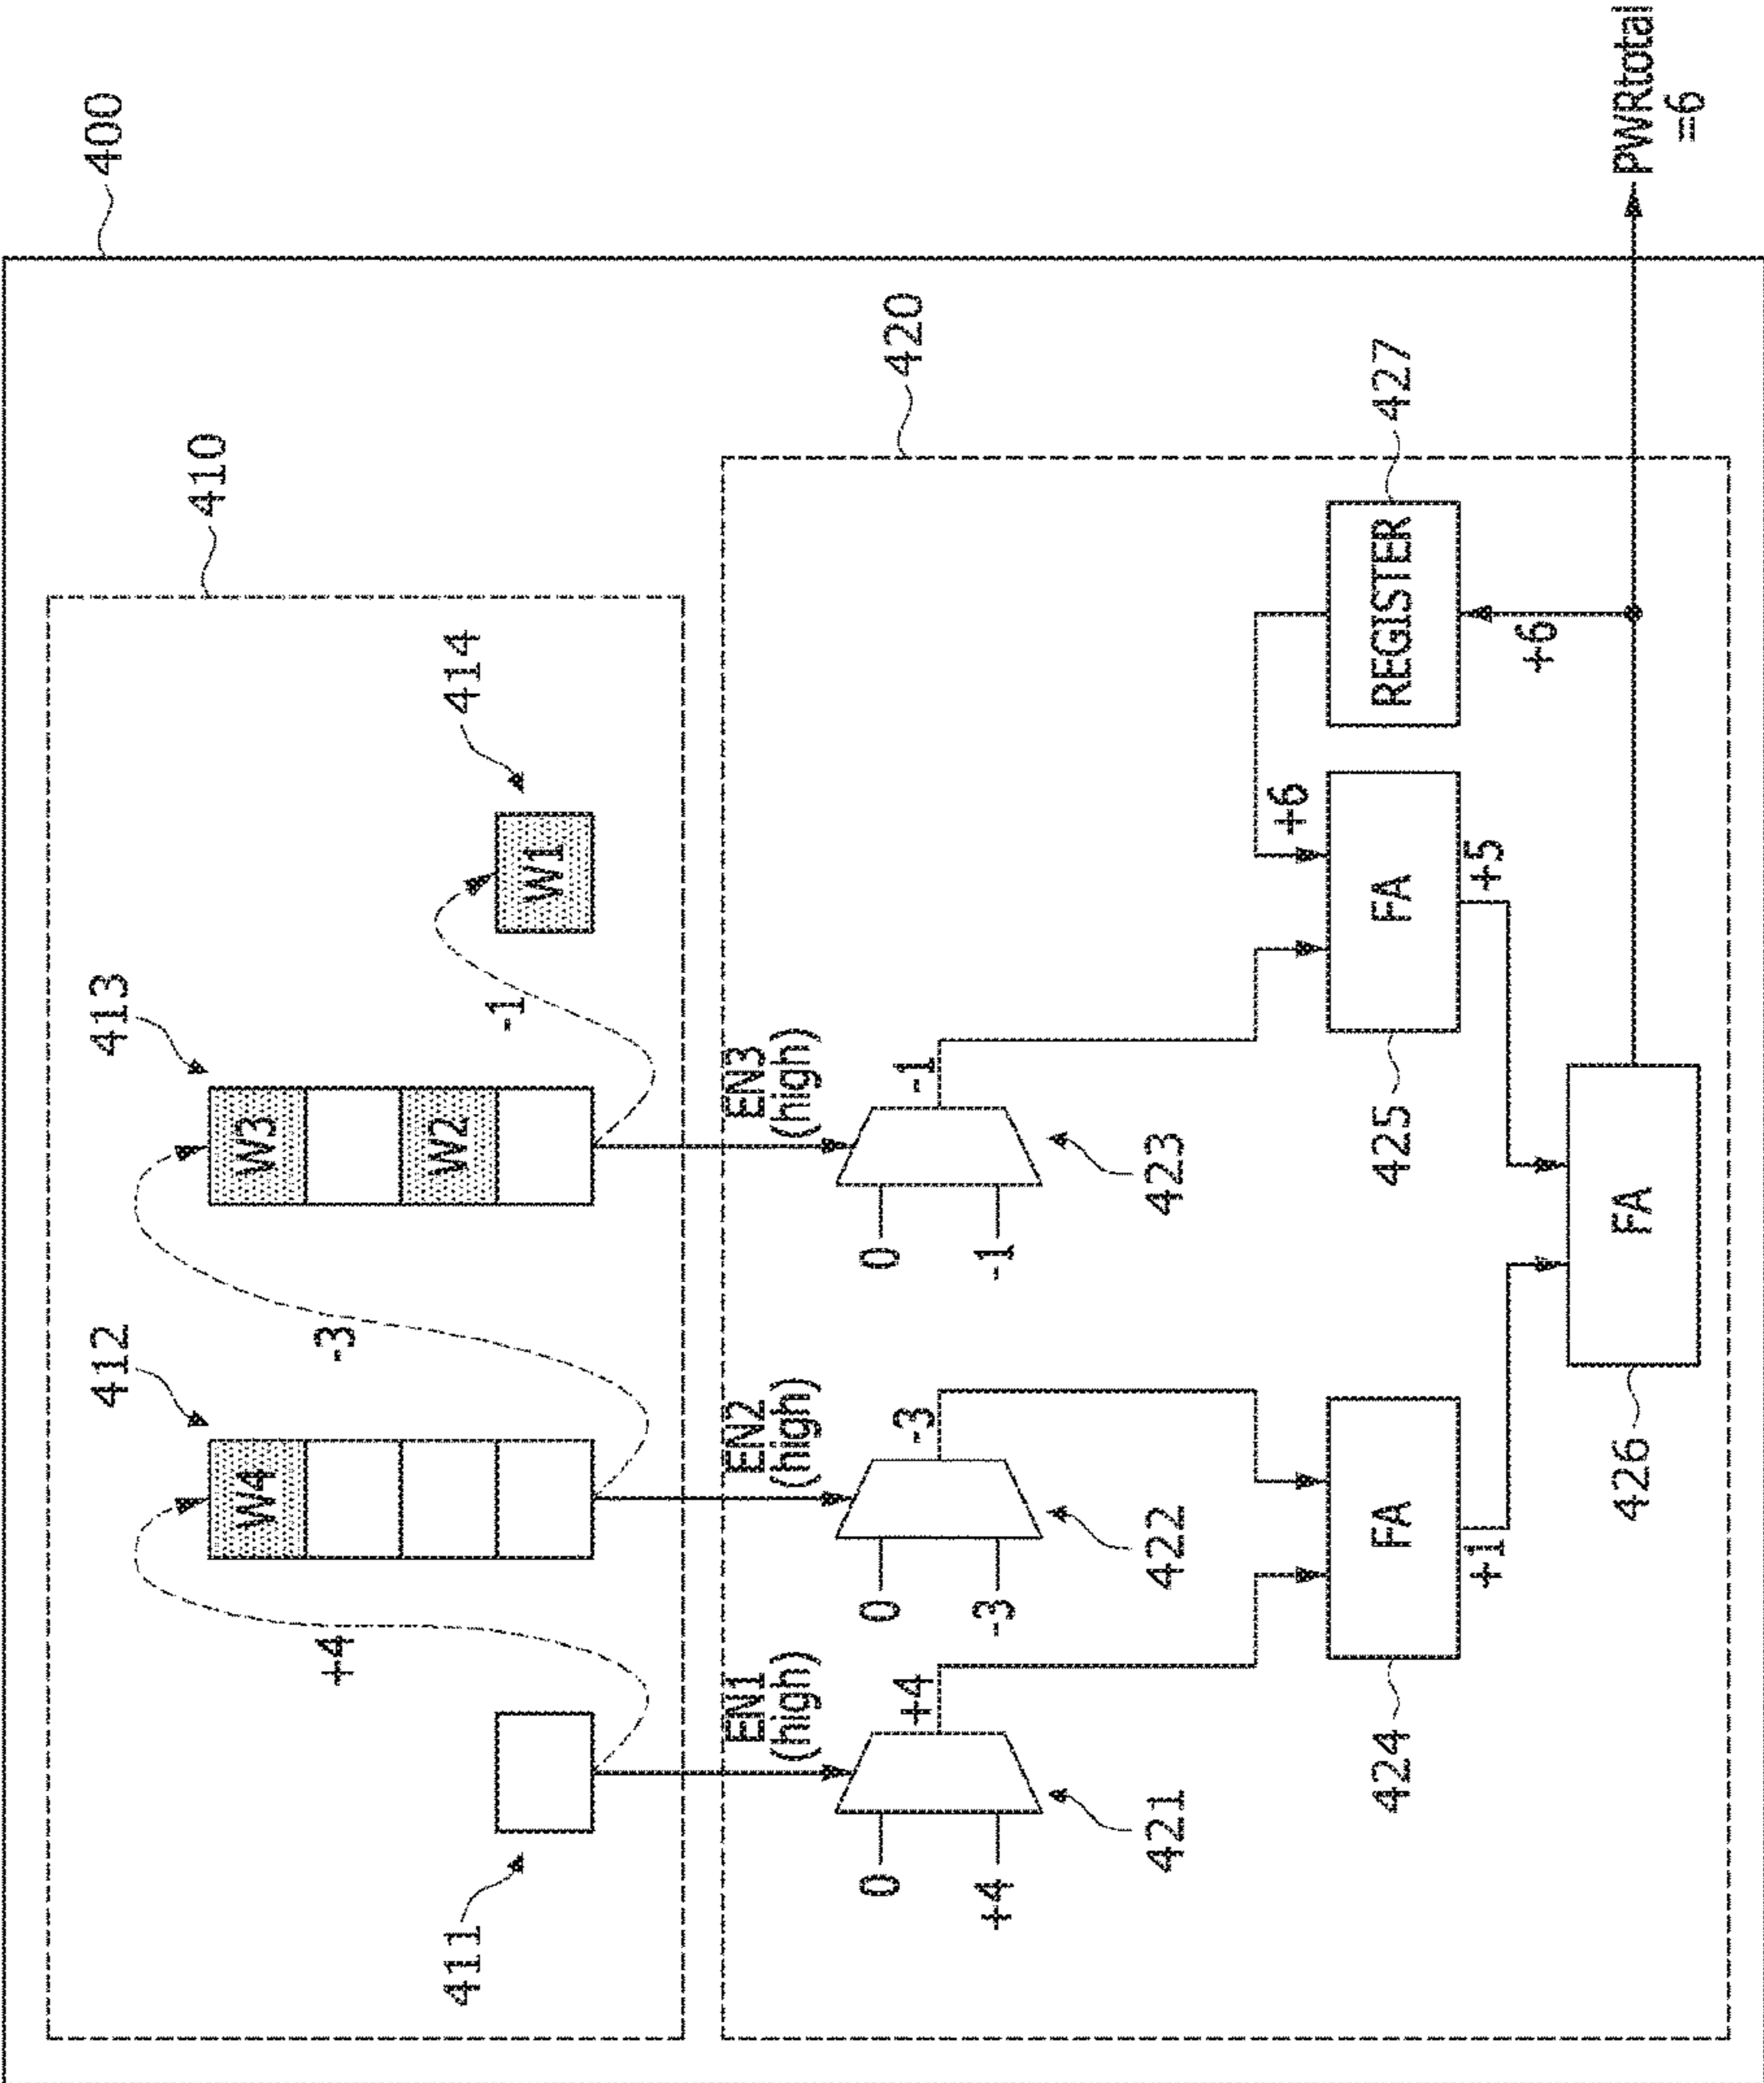 400
410
411
412
413
414
W4
W3
W2
W1
+4
-3
-1
420
EN1
(high)
EN2
(high)
EN3
(high)
0
+4
+4
421
0
-3
-3
422
0
-1
-1
423
+6
FA
424
FA
425
REGISTER
427
+1
+5
+6
FA
426
PWRtotal
=6